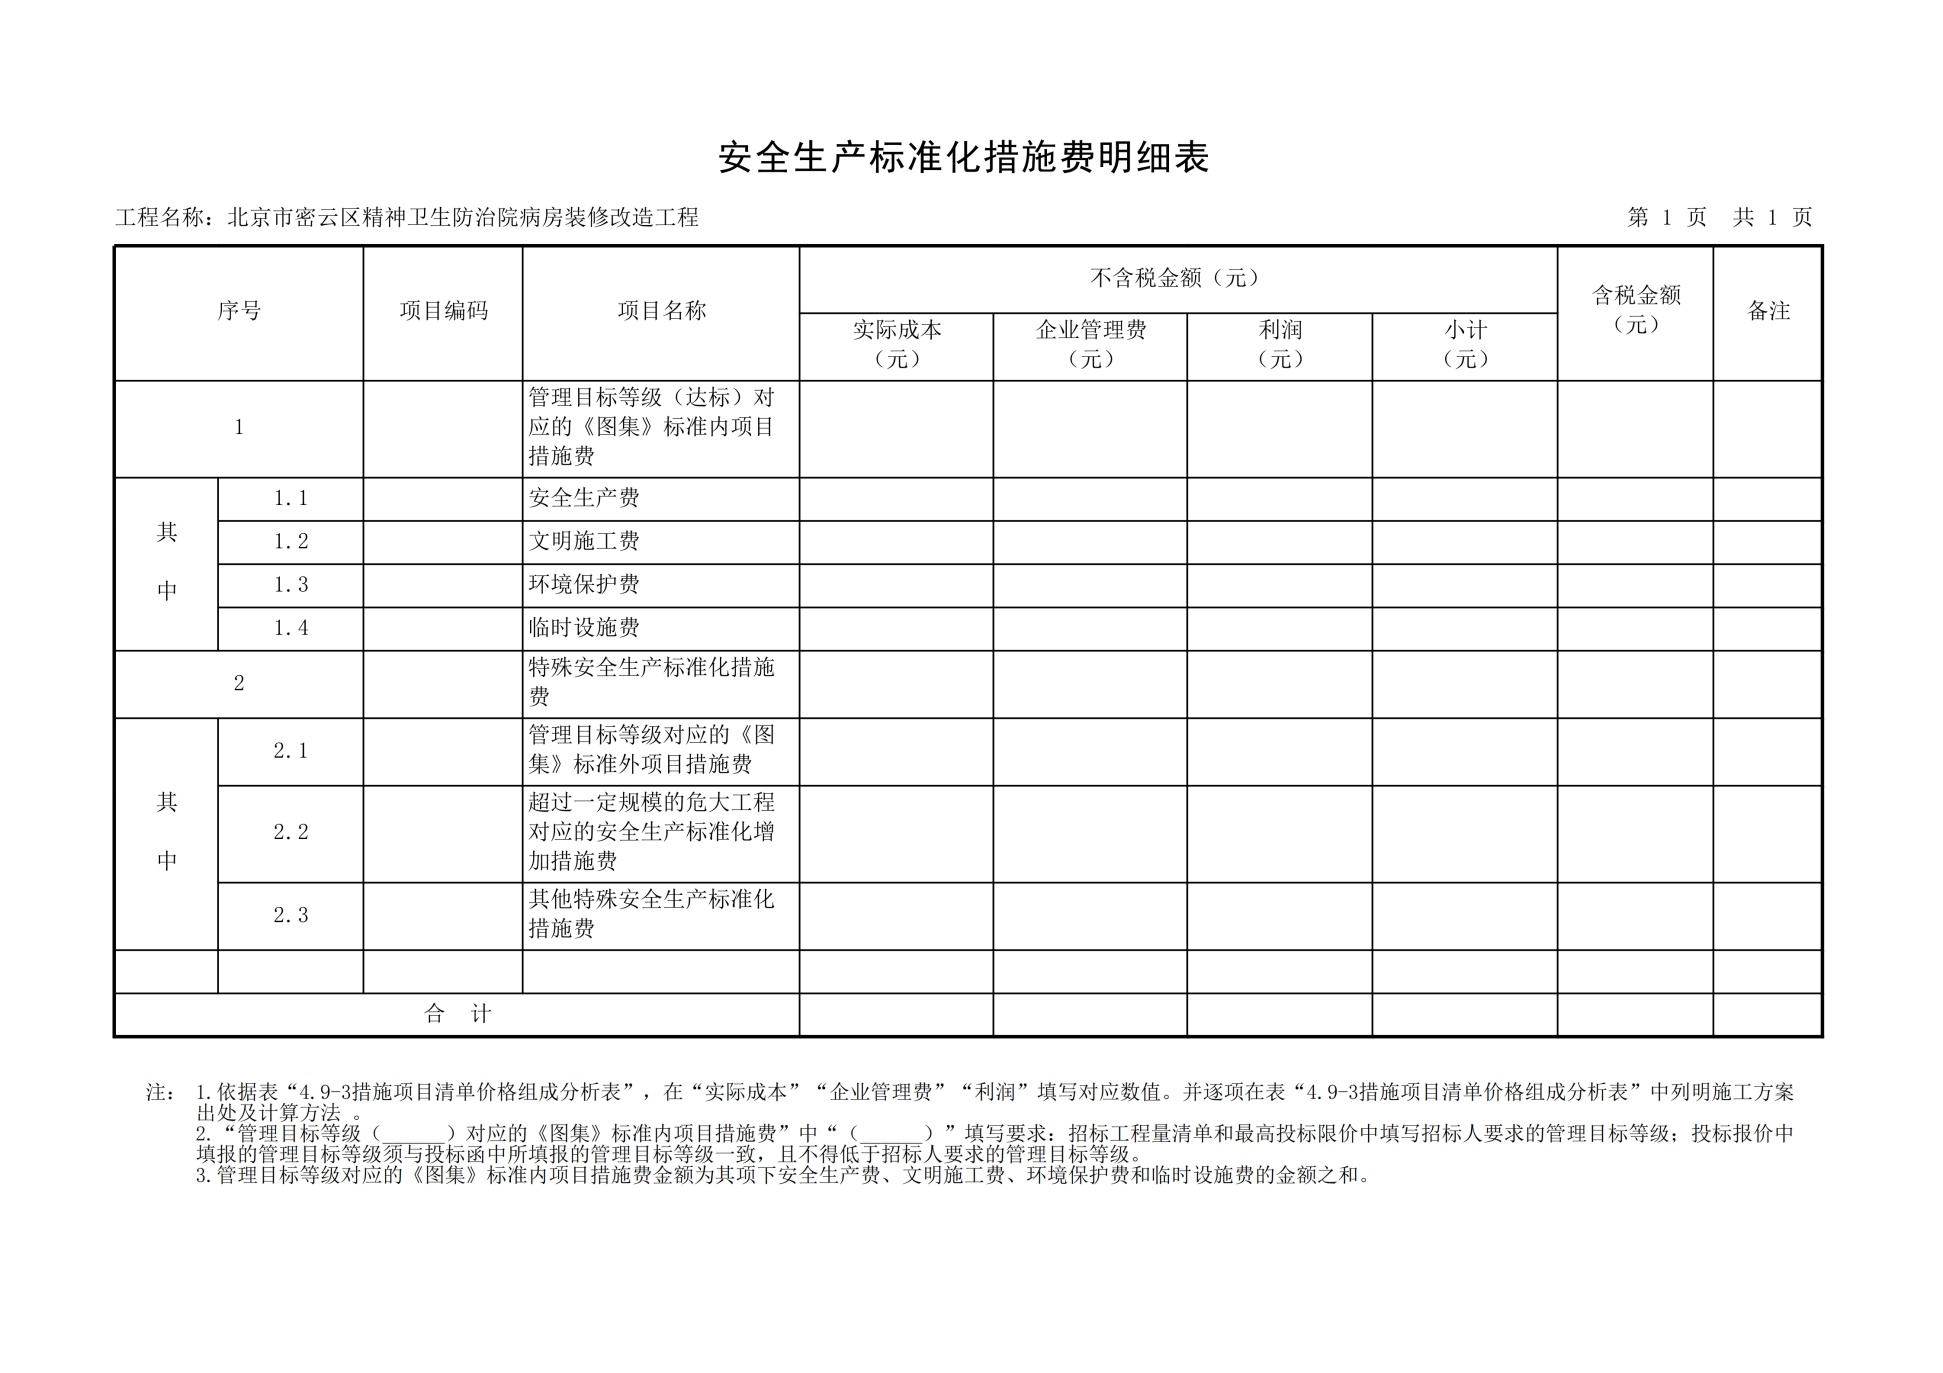 安全生产标准化措施费明细表
工程名称：北京市密云区精神卫生防治院病房装修改造工程
第 1 页 共 1 页
序号
项目编码
项目名称
不含税金额（元）
含税金额
（元）
备注
实际成本
（元）
企业管理费
（元）
利润
（元）
小计
（元）
1
管理目标等级（达标）对
应的《图集》标准内项目
措施费
其
中
1.1
安全生产费
1.2
文明施工费
1.3
环境保护费
1.4
临时设施费
2
特殊安全生产标准化措施
费
其
中
2.1
管理目标等级对应的《图
集》标准外项目措施费
2.2
超过一定规模的危大工程
对应的安全生产标准化增
加措施费
2.3
其他特殊安全生产标准化
措施费
合 计
注： 1.依据表“4.9-3措施项目清单价格组成分析表”，在“实际成本”“企业管理费”“利润”填写对应数值。并逐项在表“4.9-3措施项目清单价格组成分析表”中列明施工方案
出处及计算方法 。
2.“管理目标等级（______）对应的《图集》标准内项目措施费”中“（______）”填写要求：招标工程量清单和最高投标限价中填写招标人要求的管理目标等级；投标报价中
填报的管理目标等级须与投标函中所填报的管理目标等级一致，且不得低于招标人要求的管理目标等级。
3.管理目标等级对应的《图集》标准内项目措施费金额为其项下安全生产费、文明施工费、环境保护费和临时设施费的金额之和。